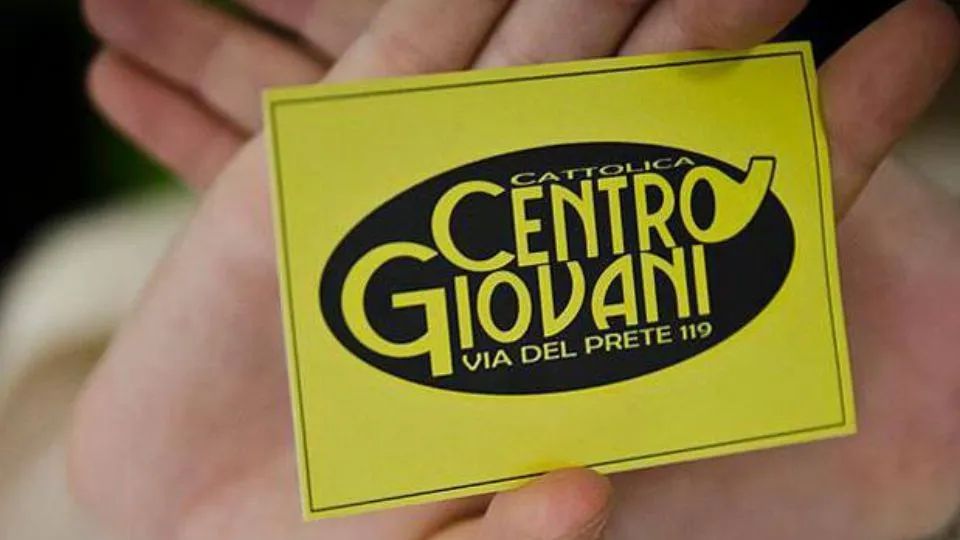 CATTOLICA
CENTRO
GIOVANI
VIA DEL PRETE 119